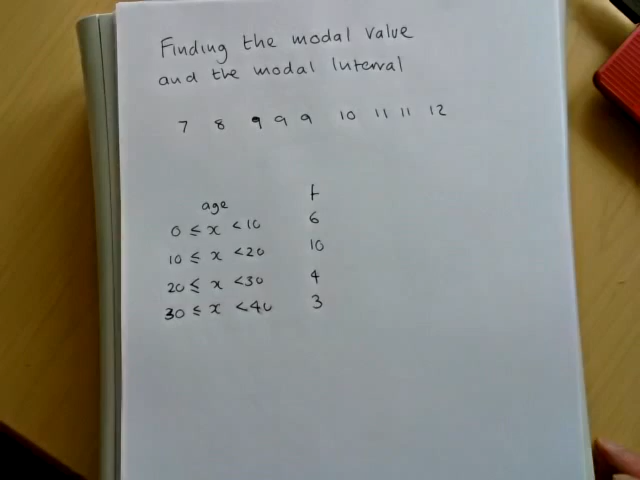 Finding the modal value
and the modal Interval
7 8 9 9 9 10 11 11 12
age f
0 ≤ x < 10 6
10 ≤ x < 20 10
20 ≤ x < 30 4
30 ≤ x < 40 3